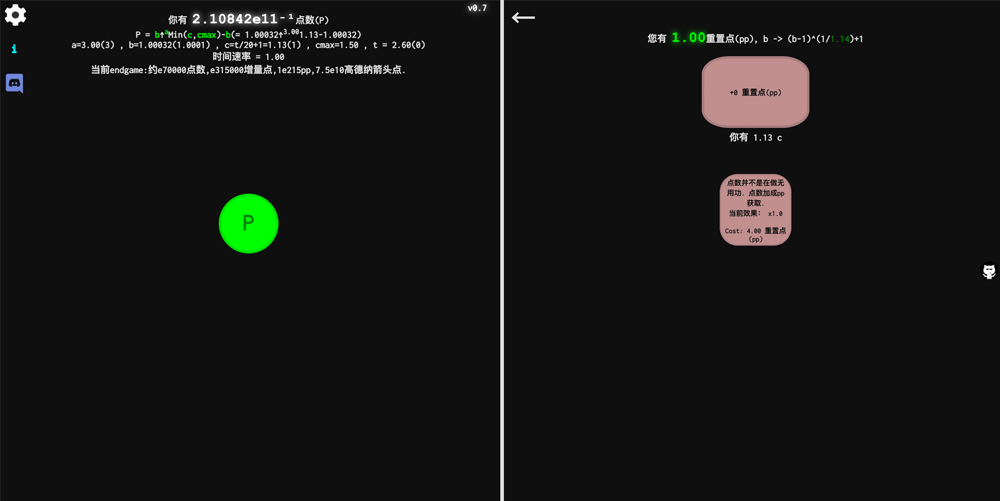 v0.7
你有 2.10842e11⁻¹点数(P)
P = b↑ᵃMin(c,cmax)-b(= 1.00032↑³·⁰⁰1.13-1.00032)
a=3.00(3) , b=1.00032(1.0001) , c=t/20+1=1.13(1) , cmax=1.50 , t = 2.60(0)
时间速率 = 1.00
当前endgame:约e70000点数,e315000增量点,1e215pp,7.5e10高德纳箭头点.
i
P
您有 1.00重置点(pp), b -> (b-1)^(1/1.14)+1
+0 重置点(pp)
你有 1.13 c
点数并不是在做无
用功. 点数加成pp
获取.
当前效果: x1.0
Cost: 4.00 重置点
(pp)